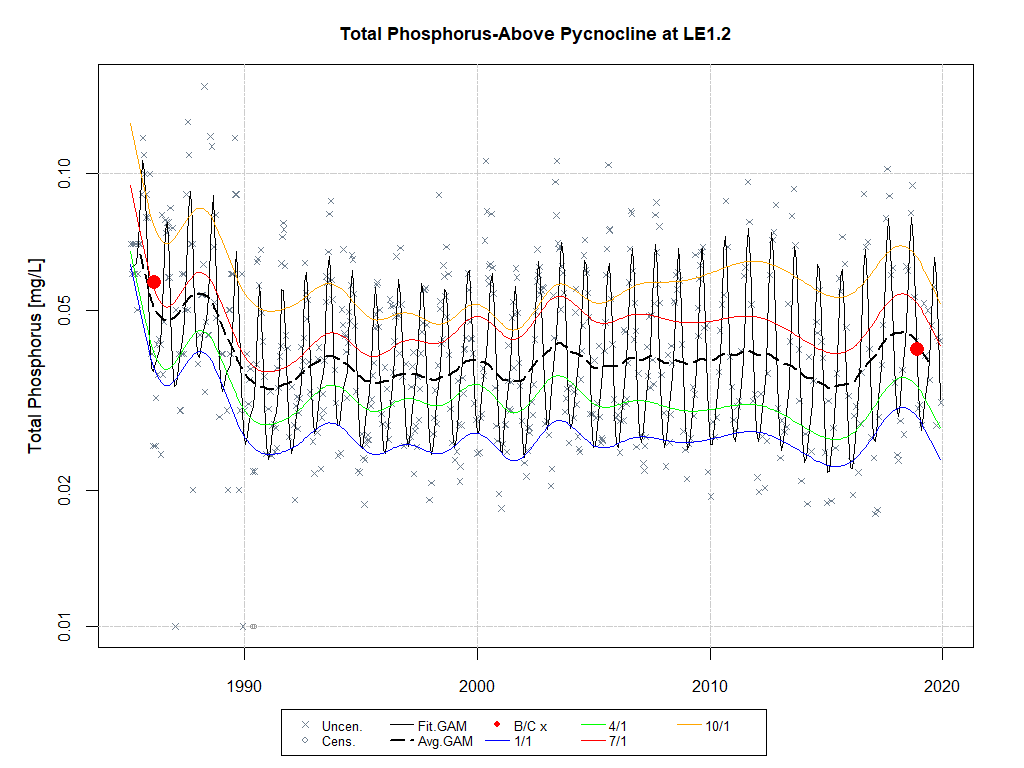 Total Phosphorus-Above Pycnocline at LE1.2
Total Phosphorus [mg/L]
0.10
0.05
0.02
0.01
1990 2000 2010 2020
Uncen. Fit.GAM B/C x 4/1 10/1
Cens. Avg.GAM 1/1 7/1